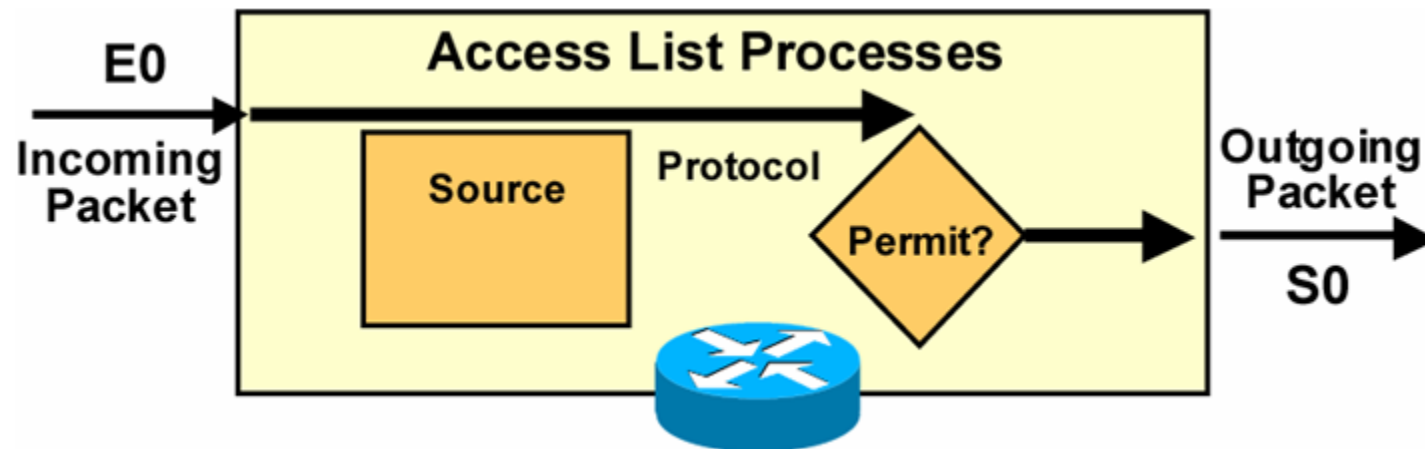 Access List Processes
E0
Incoming
Packet
Source
Protocol
Permit?
Outgoing
Packet
S0